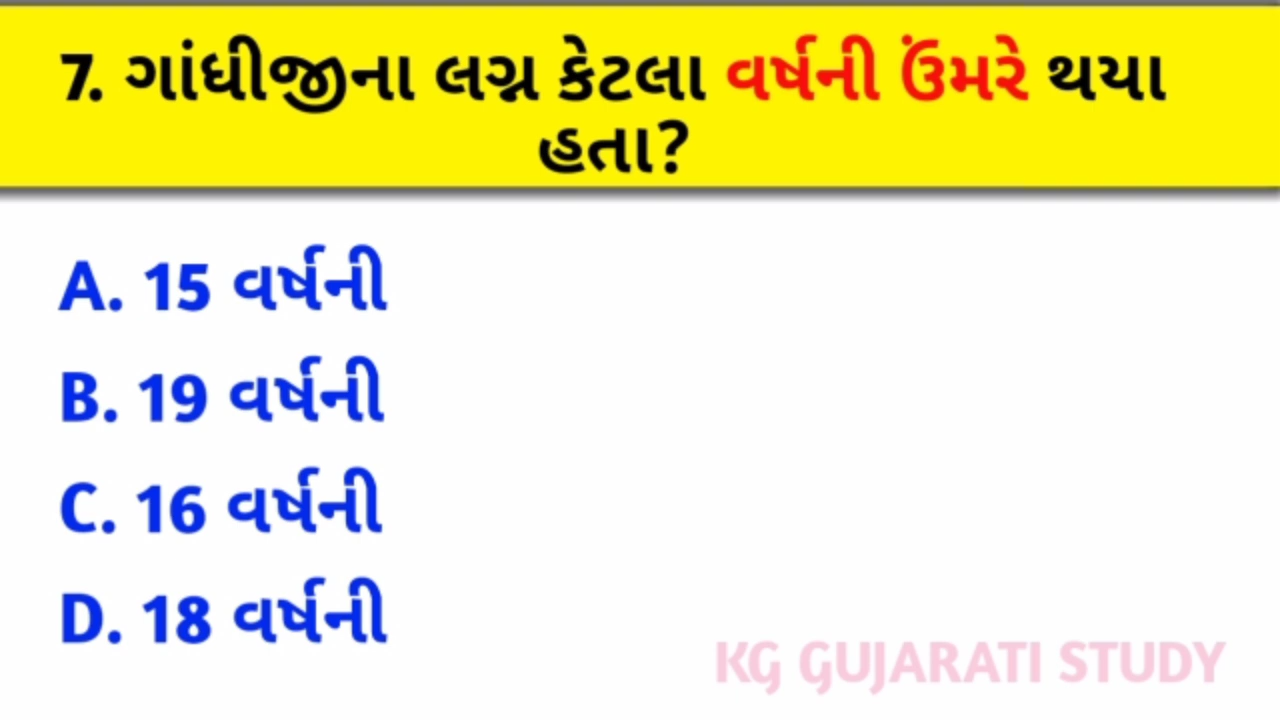 7. ગાંધીજીના લગ્ન કેટલા વર્ષની ઉંમરે થયા
હતા?
A. 15 વર્ષની
B. 19 વર્ષની
C. 16 વર્ષની
D. 18 વર્ષની
KG GUJARATI STUDY